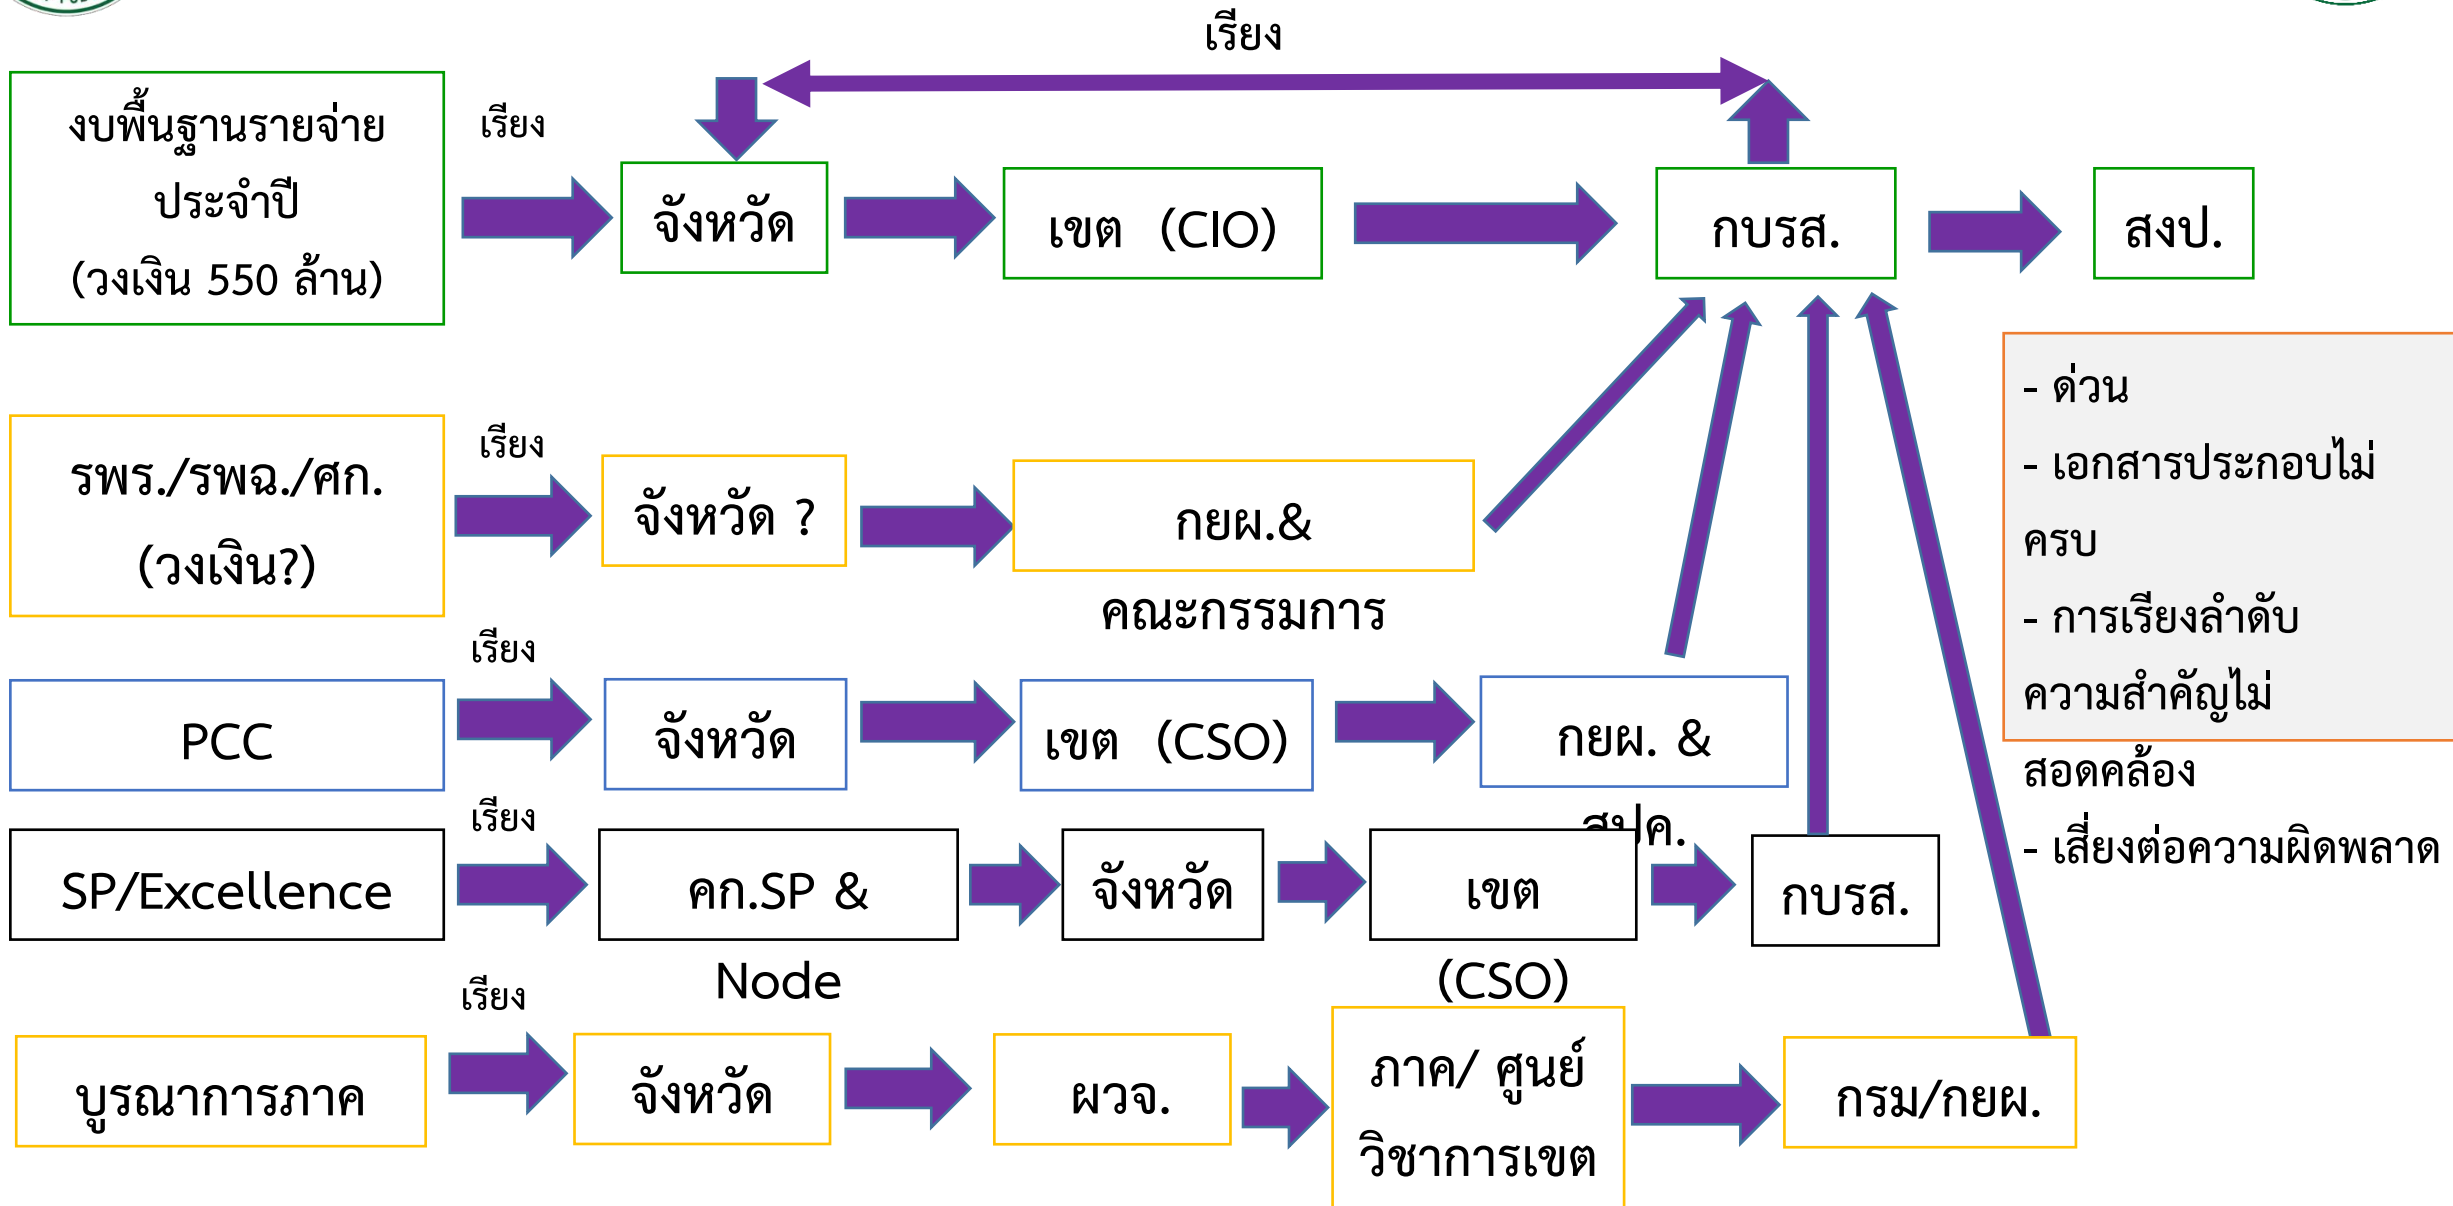 เรียง
งบพื้นฐานรายจ่าย
ประจำปี
(วงเงิน 550 ล้าน)
เรียง
จังหวัด
เขต (CIO)
กบรส.
สงป.
รพร./รพฉ./ศก.
(วงเงิน?)
เรียง
จังหวัด ?
กยผ.&
คณะกรรมการ
- ด่วน
- เอกสารประกอบไม่
ครบ
- การเรียงลำดับ
ความสำคัญไม่
สอดคล้อง
- เสี่ยงต่อความผิดพลาด
PCC
เรียง
จังหวัด
เขต (CSO)
กยผ. &
สปค.
SP/Excellence
เรียง
คก.SP &
Node
จังหวัด
เขต
(CSO)
กบรส.
บูรณาการภาค
เรียง
จังหวัด
ผวจ.
ภาค/ ศูนย์
วิชาการเขต
กรม/กยผ.